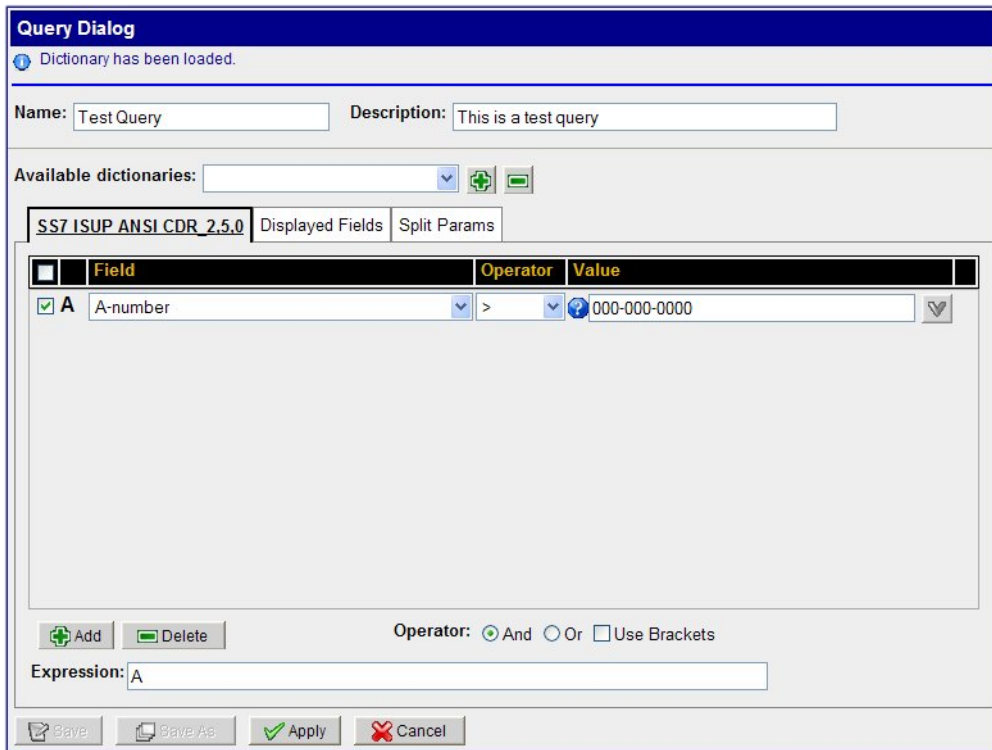 Query Dialog
Dictionary has been loaded.
Name: Test Query Description: This is a test query
Available dictionaries:
SS7 ISUP ANSI CDR_2,5,0 Displayed Fields Split Params
Field Operator Value
A A-number > ? 000-000-0000
Add Delete Operator: And Or Use Brackets
Expression: A
Save Save As Apply Cancel